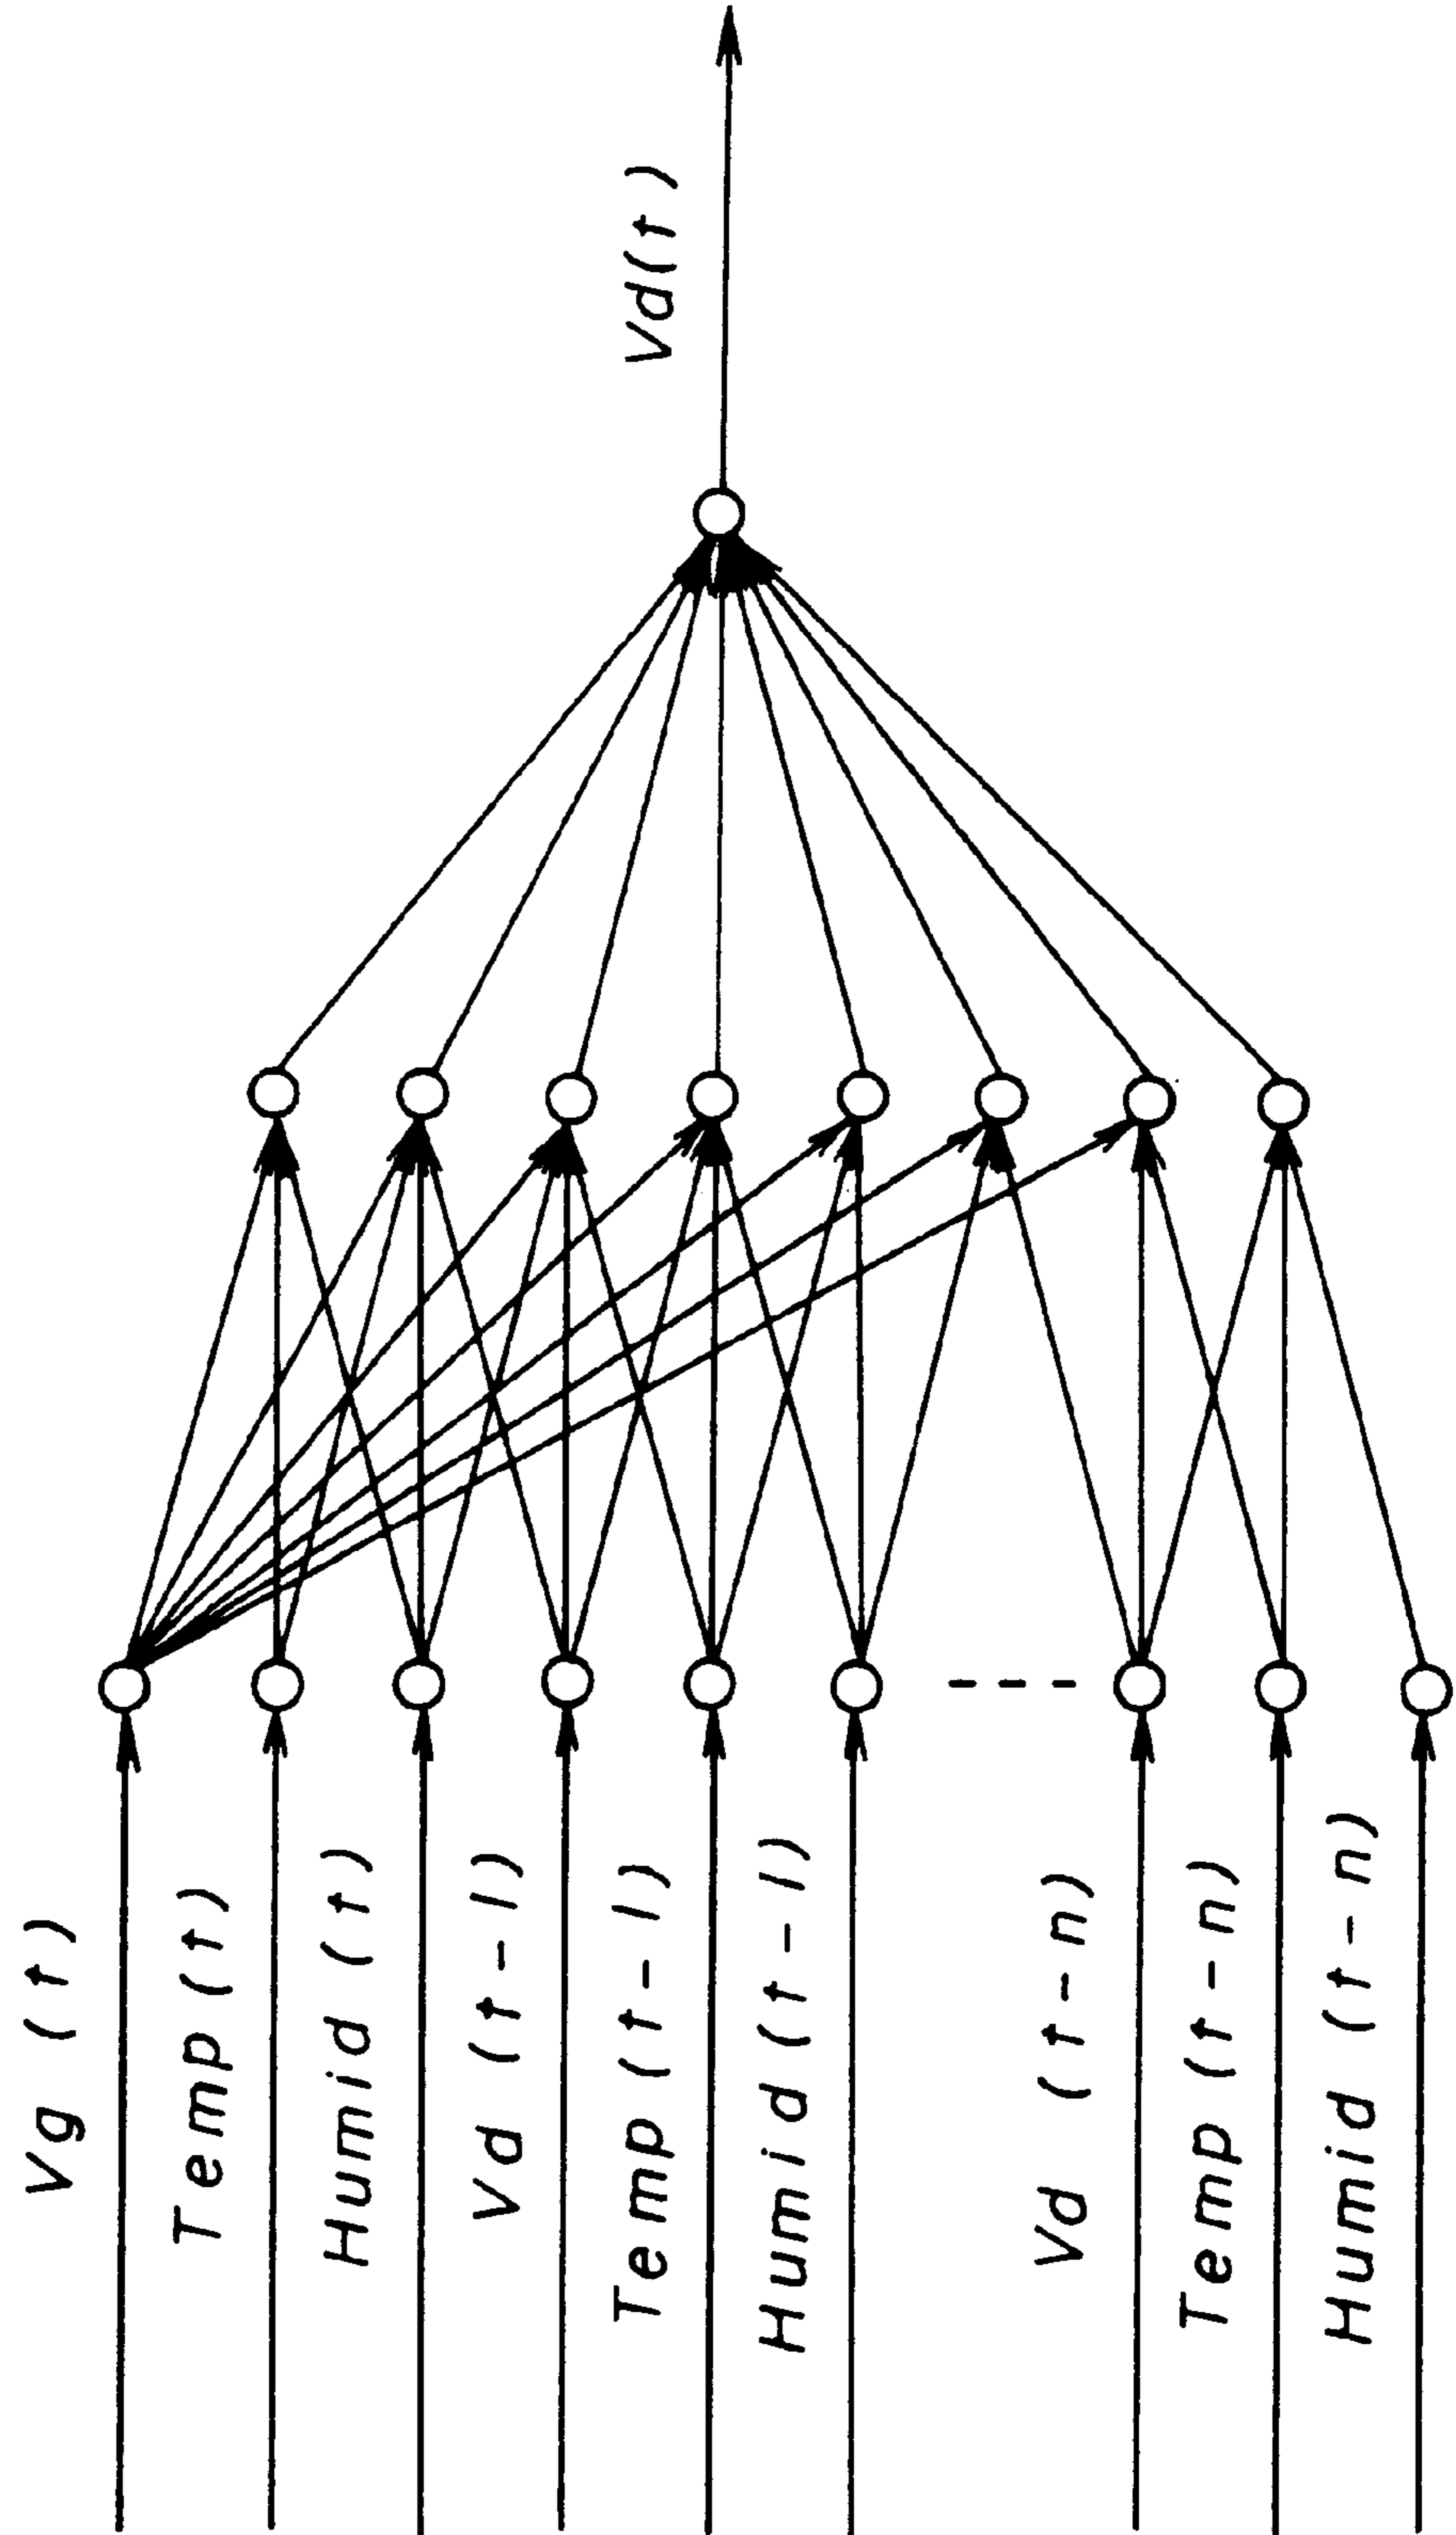 Vg (t)
Temp (t)
Humid (t)
Vd (t-1)
Temp (t-1)
Humid (t-1)
Vd (t-n)
Temp (t-n)
Humid (t-n)
Vd(t)